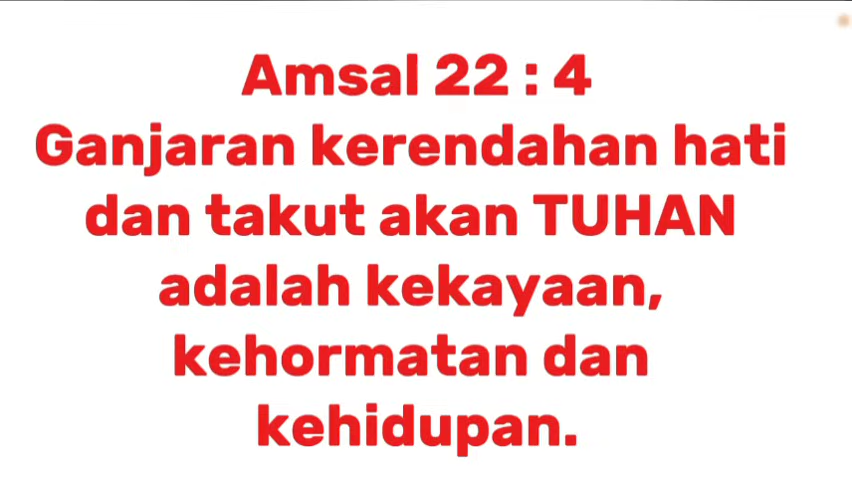 Amsal 22 : 4
Ganjaran kerendahan hati
dan takut akan TUHAN
adalah kekayaan,
kehormatan dan
kehidupan.